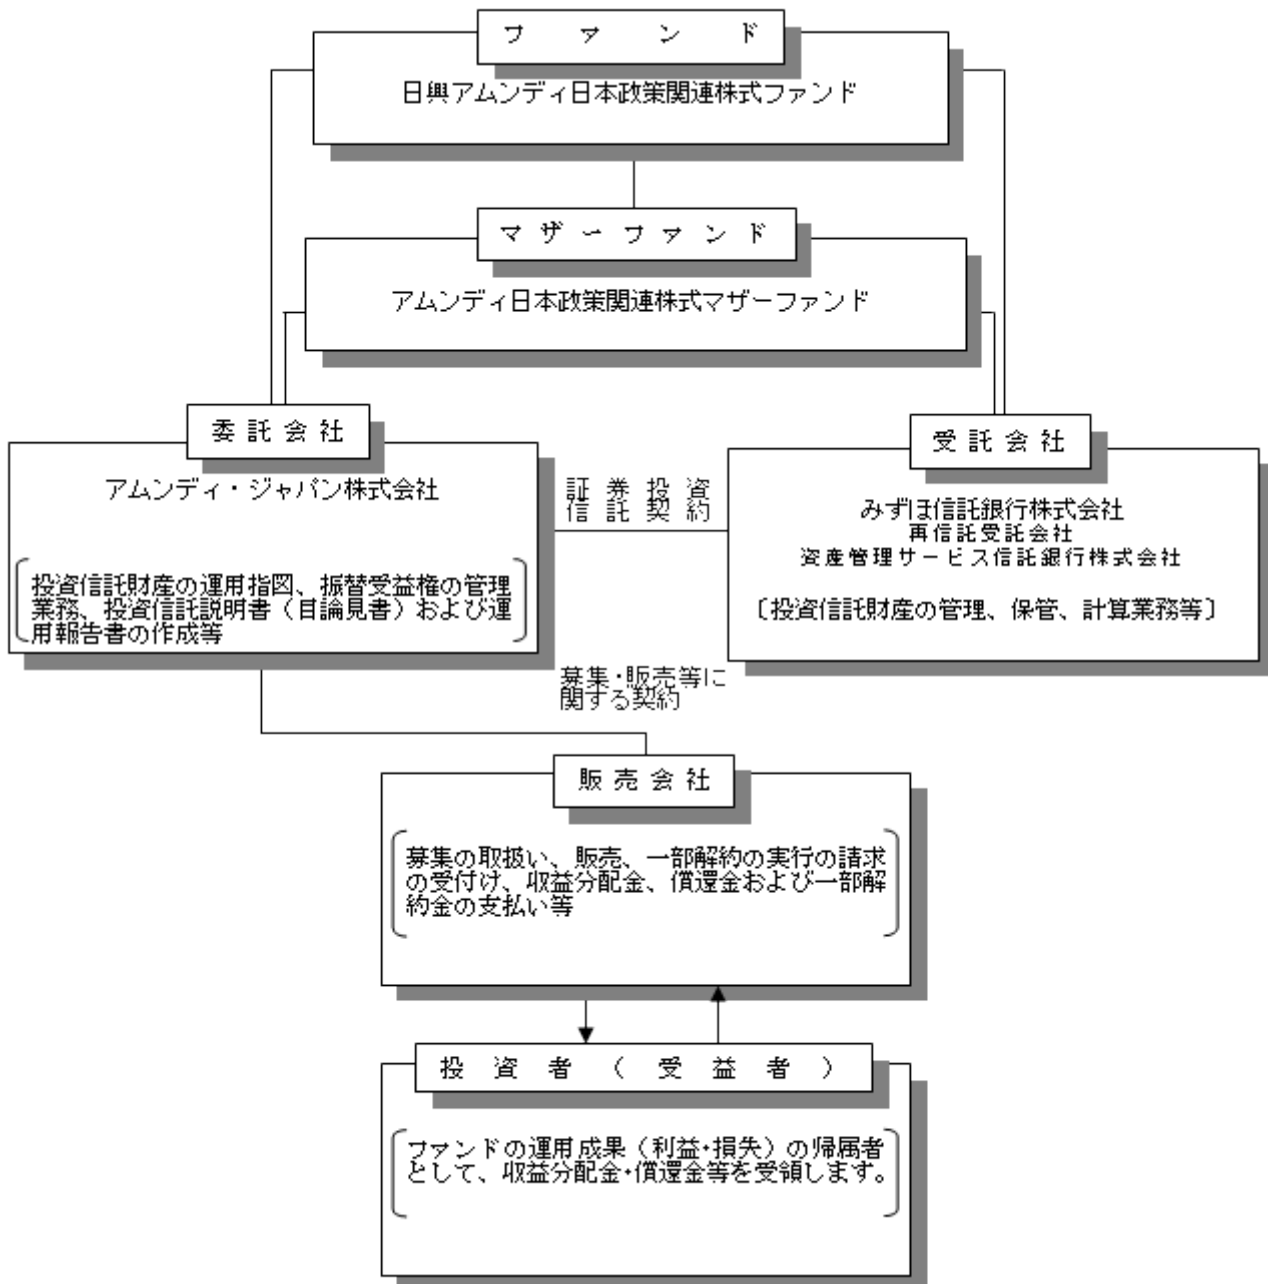 ファンド
日興アムンディ日本政策関連株式ファンド
マザーファンド
アムンディ日本政策関連株式マザーファンド
委託会社
アムンディ・ジャパン株式会社
投資信託財産の運用指図、振替受益権の管理
業務、投資信託説明書（目論見書）および運
用報告書の作成等
証券投資
信託契約
受託会社
みずほ信託銀行株式会社
再信託受託会社
資産管理サービス信託銀行株式会社
〔投資信託財産の管理、保管、計算業務等〕
募集・販売等に
関する契約
販売会社
募集の取扱い、販売、一部解約の実行の請求
の受付け、収益分配金、償還金および一部解
約金の支払い等
投資者（受益者）
ファンドの運用成果（利益・損失）の帰属者
として、収益分配金・償還金等を受領します。